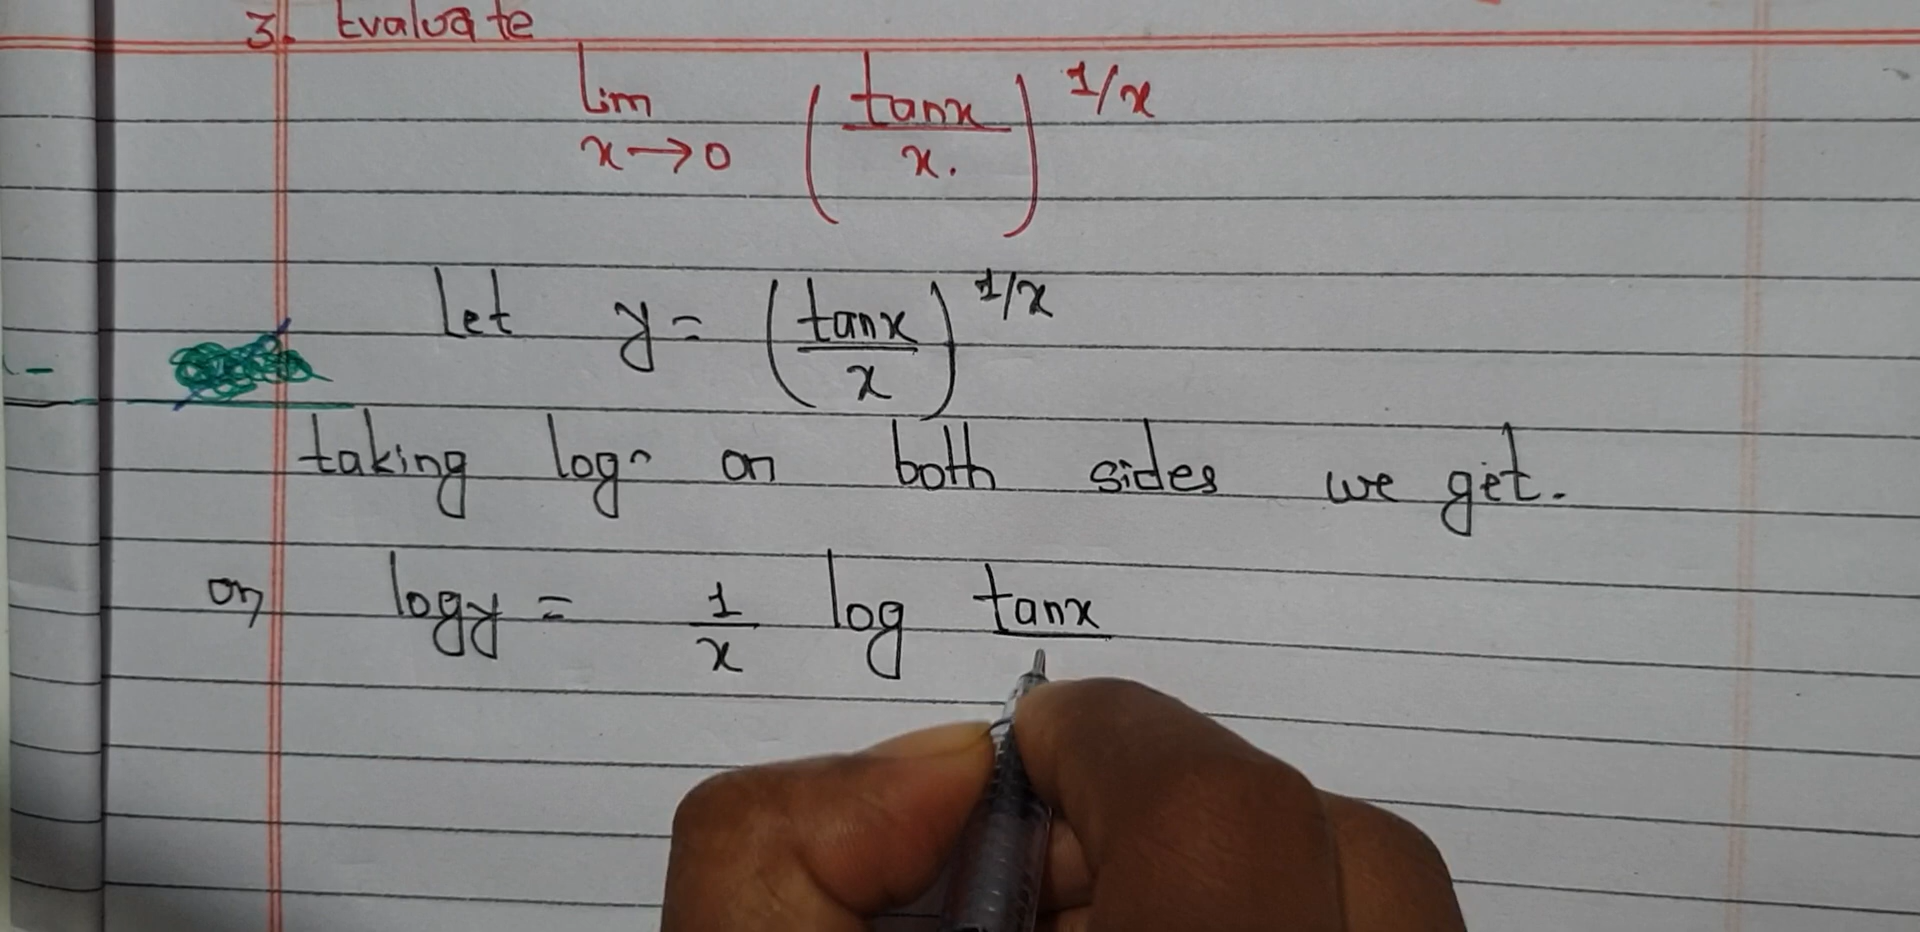 3. Evaluate
lim x→0 (tanx/x.)^1/x
Let y = (tanx/x)^1/x
taking log on both sides we get.
or logy = 1/x log tanx